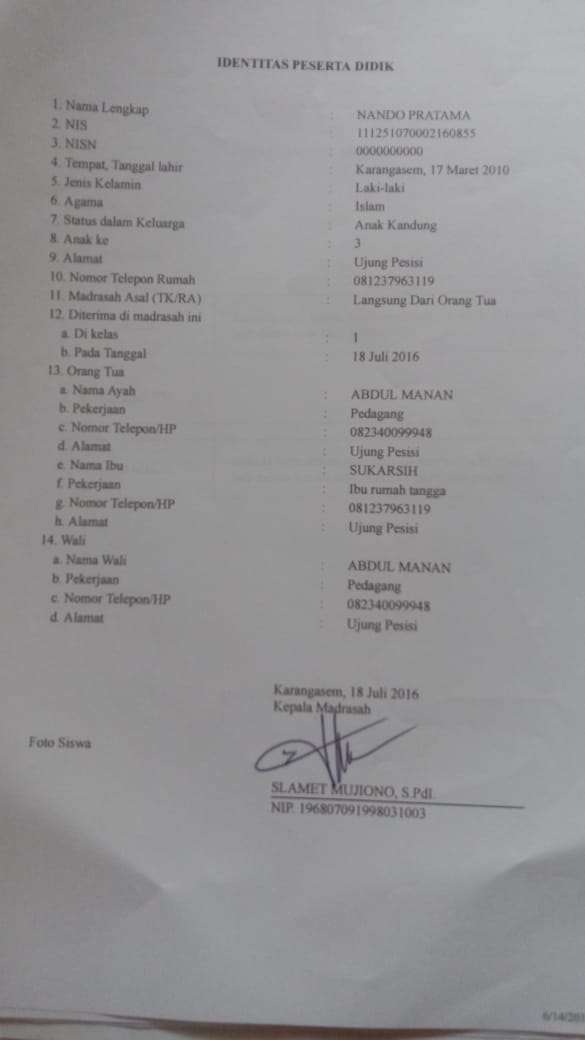 IDENTITAS PESERTA DIDIK
1. Nama Lengkap : NANDO PRATAMA
2. NIS : 111251070002160855
3. NISN : 0000000000
4. Tempat, Tanggal lahir : Karangasem, 17 Maret 2010
5. Jenis Kelamin : Laki-laki
6. Agama : Islam
7. Status dalam Keluarga : Anak Kandung
8. Anak ke : 3
9. Alamat : Ujung Pesisi
10. Nomor Telepon Rumah : 081237963119
11. Madrasah Asal (TK/RA) : Langsung Dari Orang Tua
12. Diterima di madrasah ini
a. Di kelas : I
b. Pada Tanggal : 18 Juli 2016
13. Orang Tua
a. Nama Ayah : ABDUL MANAN
b. Pekerjaan : Pedagang
c. Nomor Telepon/HP : 082340099948
d. Alamat : Ujung Pesisi
e. Nama Ibu : SUKARSIH
f. Pekerjaan : Ibu rumah tangga
g. Nomor Telepon/HP : 081237963119
h. Alamat : Ujung Pesisi
14. Wali
a. Nama Wali : ABDUL MANAN
b. Pekerjaan : Pedagang
c. Nomor Telepon/HP : 082340099948
d. Alamat : Ujung Pesisi
Karangasem, 18 Juli 2016
Kepala Madrasah
Foto Siswa
SLAMET MUJIONO, S.PdI.
NIP. 196807091998031003